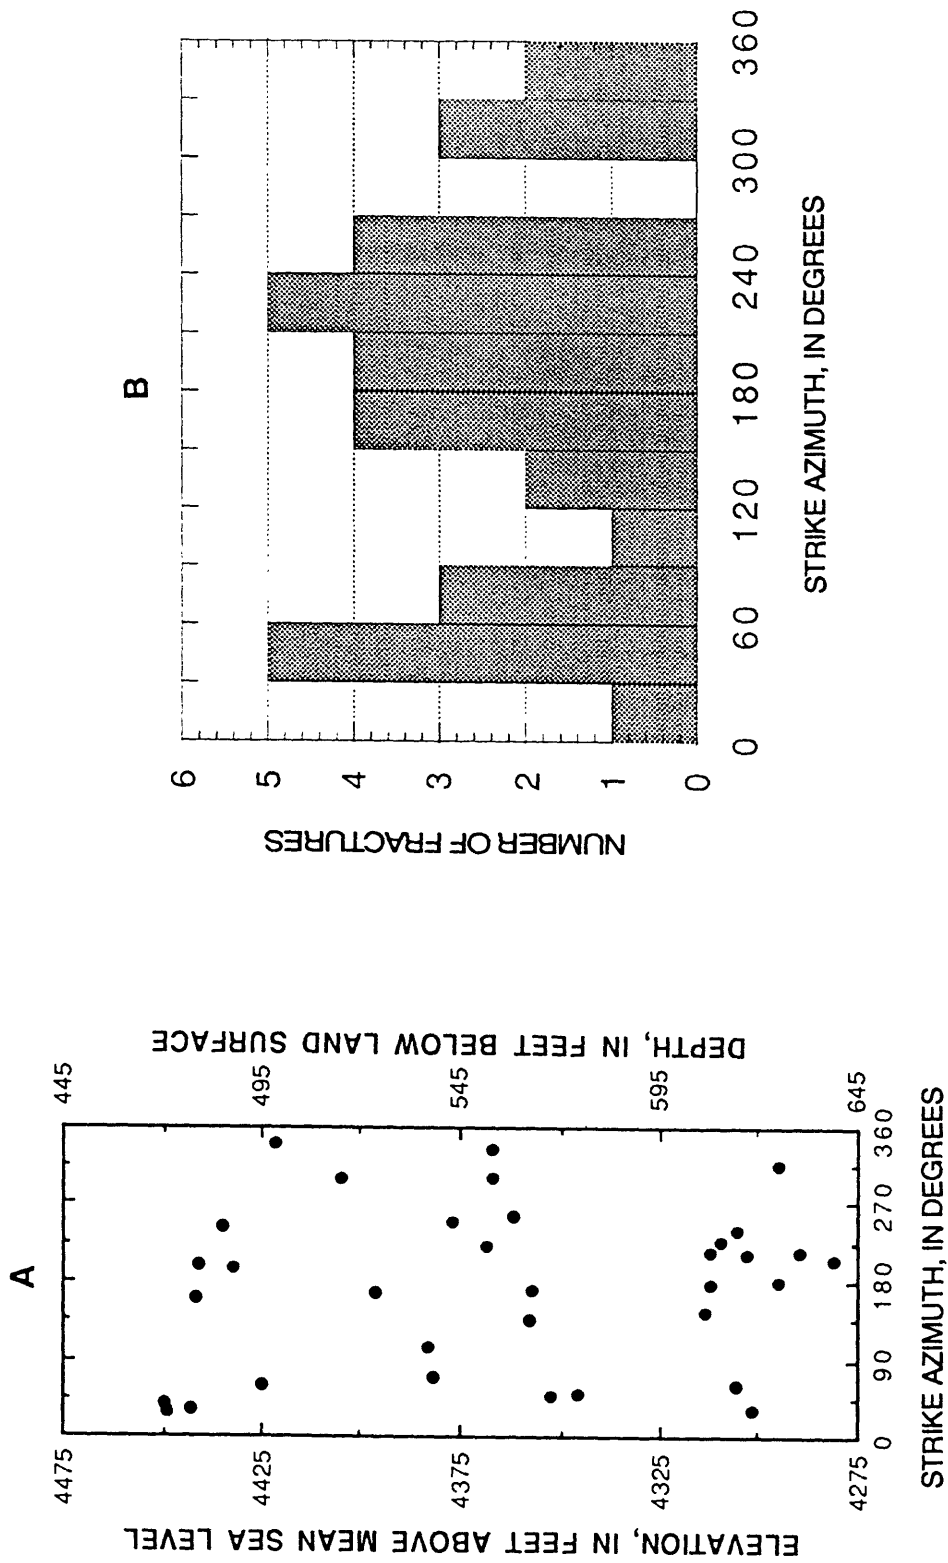 A
ELEVATION, IN FEET ABOVE MEAN SEA LEVEL
4475
4425
4375
4325
4275
DEPTH, IN FEET BELOW LAND SURFACE
445
495
545
595
645
0 90 180 270 360
STRIKE AZIMUTH, IN DEGREES
B
NUMBER OF FRACTURES
6
5
4
3
2
1
0
0 60 120 180 240 300 360
STRIKE AZIMUTH, IN DEGREES